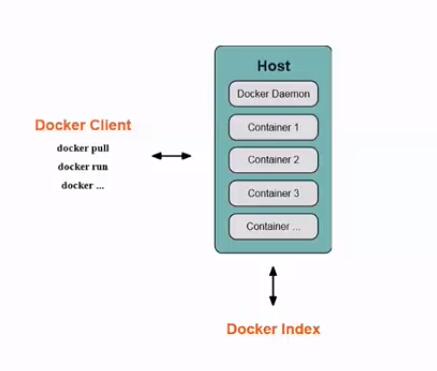 Host
Docker Daemon
Docker Client
docker pull
docker run
docker ...
Container 1
Container 2
Container 3
Container ...
Docker Index